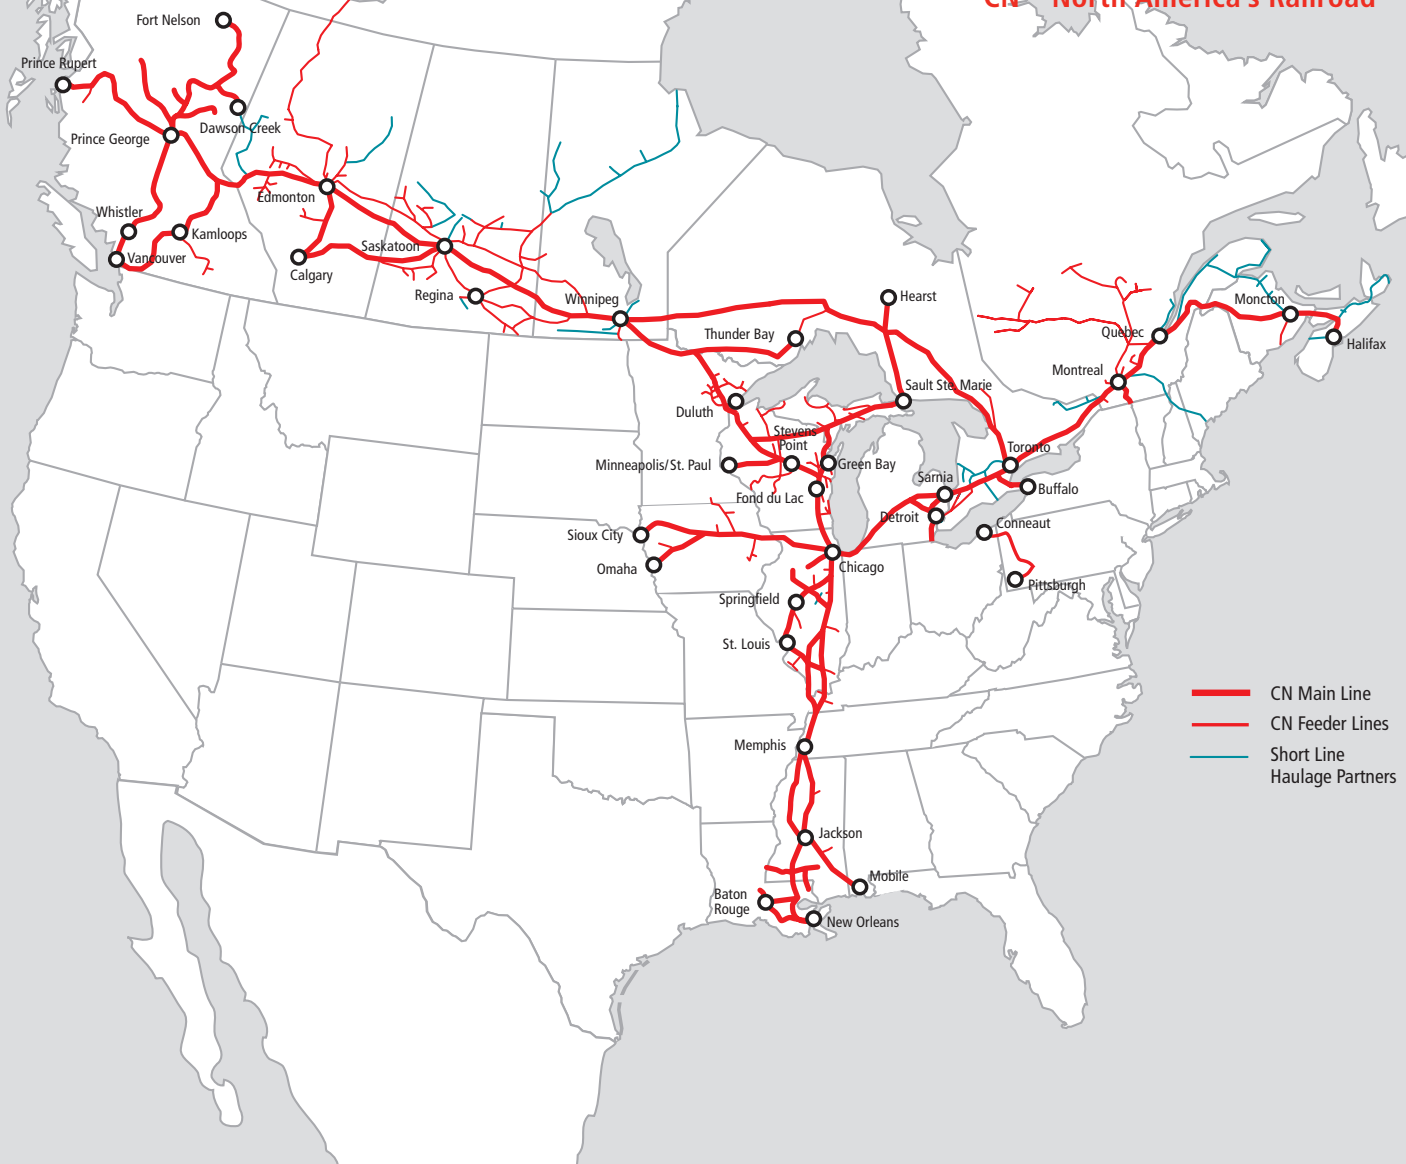 CN – North America's Railroad
Fort Nelson
Prince Rupert
Dawson Creek
Prince George
Edmonton
Whistler
Kamloops
Vancouver
Saskatoon
Calgary
Regina
Winnipeg
Hearst
Thunder Bay
Moncton
Quebec
Halifax
Montreal
Sault Ste. Marie
Duluth
Stevens
Point
Toronto
Minneapolis/St. Paul
Green Bay
Sarnia
Buffalo
Fond du Lac
Detroit
Conneaut
Sioux City
Omaha
Chicago
Pittsburgh
Springfield
St. Louis
CN Main Line
CN Feeder Lines
Short Line
Haulage Partners
Memphis
Jackson
Mobile
Baton
Rouge
New Orleans